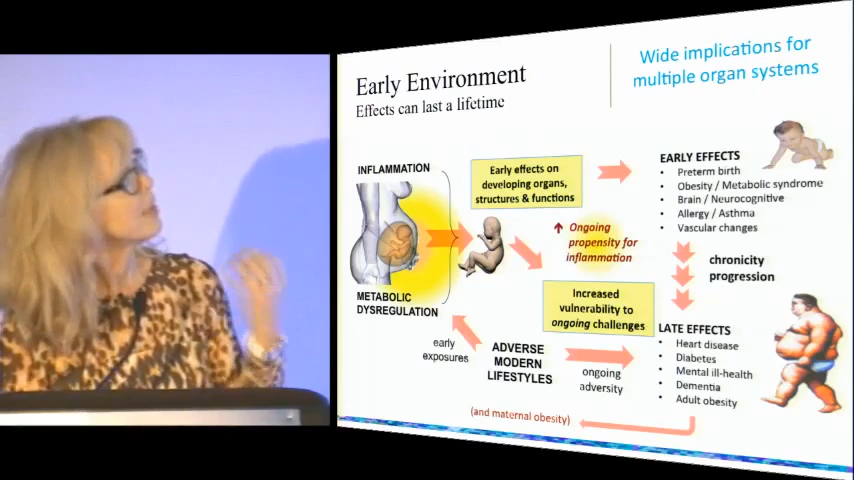 Early Environment
Effects can last a lifetime
Wide implications for
multiple organ systems
INFLAMMATION
METABOLIC
DYSREGULATION
Early effects on
developing organs,
structures & functions
Ongoing
propensity for
inflammation
Increased
vulnerability to
ongoing challenges
early
exposures
ADVERSE
MODERN
LIFESTYLES
ongoing
adversity
EARLY EFFECTS
• Preterm birth
• Obesity / Metabolic syndrome
• Brain / Neurocognitive
• Allergy / Asthma
• Vascular changes
chronicity
progression
LATE EFFECTS
• Heart disease
• Diabetes
• Mental ill-health
• Dementia
• Adult obesity
(and maternal obesity)